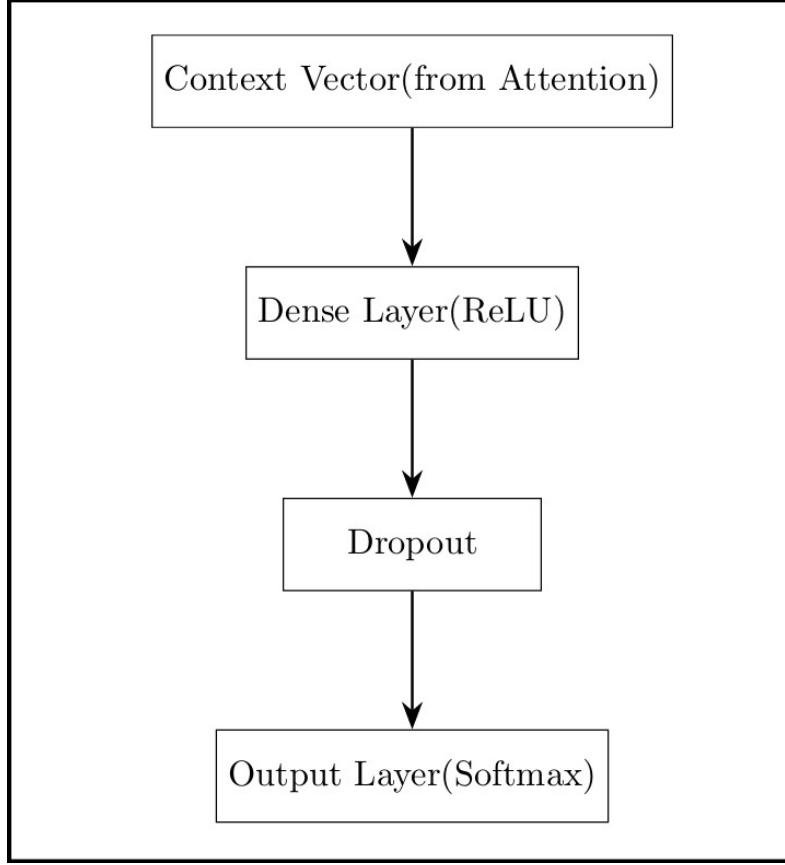 Context Vector(from Attention)
Dense Layer(ReLU)
Dropout
Output Layer(Softmax)